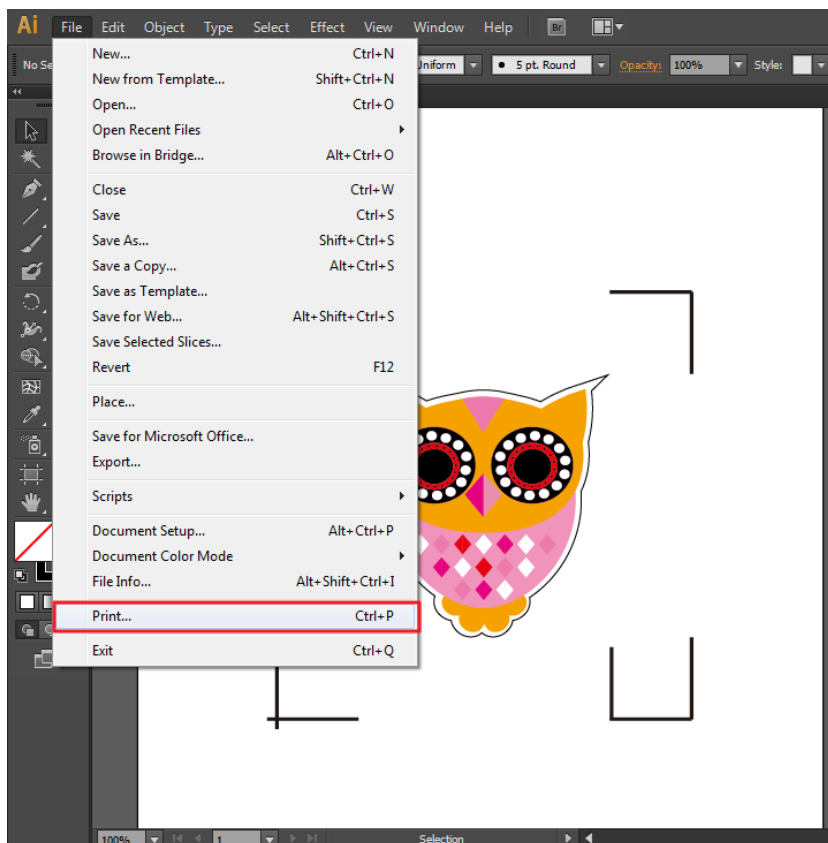 Ai File Edit Object Type Select Effect View Window Help Br
No Se
Uniform 5 pt. Round Opacity: 100% Style:
New... Ctrl+N
New from Template... Shift+Ctrl+N
Open... Ctrl+O
Open Recent Files
Browse in Bridge... Alt+Ctrl+O
Close Ctrl+W
Save Ctrl+S
Save As... Shift+Ctrl+S
Save a Copy... Alt+Ctrl+S
Save as Template...
Save for Web... Alt+Shift+Ctrl+S
Save Selected Slices...
Revert F12
Place...
Save for Microsoft Office...
Export...
Scripts
Document Setup... Alt+Ctrl+P
Document Color Mode
File Info... Alt+Shift+Ctrl+I
Print... Ctrl+P
Exit Ctrl+Q
100% 1 Selection